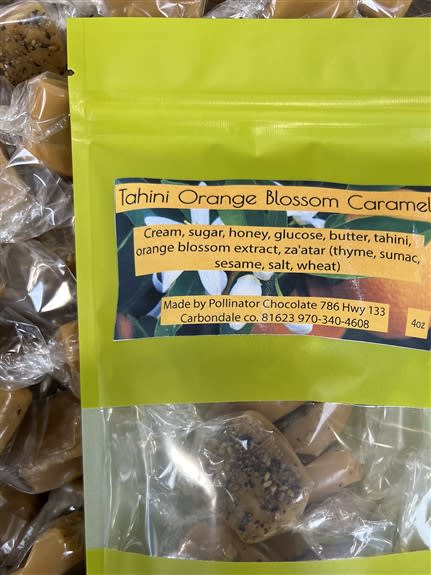 Tahini Orange Blossom Caramel
Cream, sugar, honey, glucose, butter, tahini,
orange blossom extract, za'atar (thyme, sumac,
sesame, salt, wheat)
Made by Pollinator Chocolate 786 Hwy 133
Carbondale co. 81623 970-340-4608
4oz